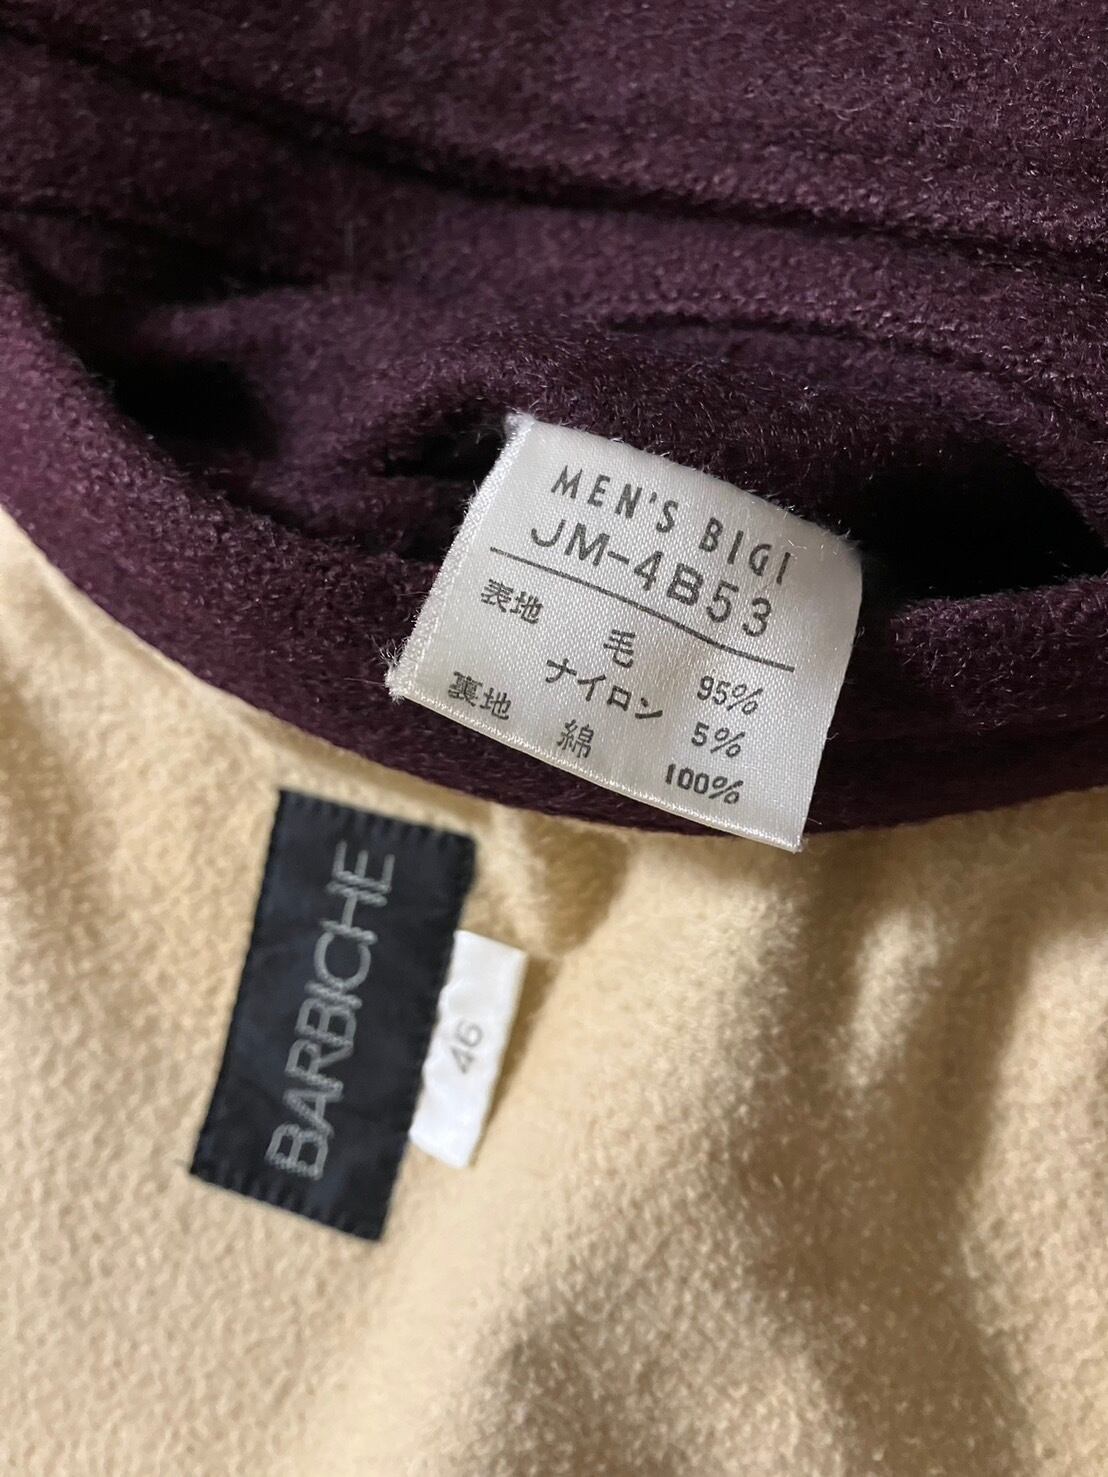 MEN'S BIGI
JM-4B53
表地 毛 95%
ナイロン 5%
裏地 綿 100%
BARBICHE
46